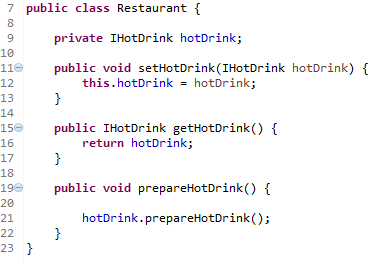 7 public class Restaurant {
8
9     private IHotDrink hotDrink;
10
11     public void setHotDrink(IHotDrink hotDrink) {
12         this.hotDrink = hotDrink;
13     }
14
15     public IHotDrink getHotDrink() {
16         return hotDrink;
17     }
18
19     public void prepareHotDrink() {
20
21         hotDrink.prepareHotDrink();
22     }
23 }